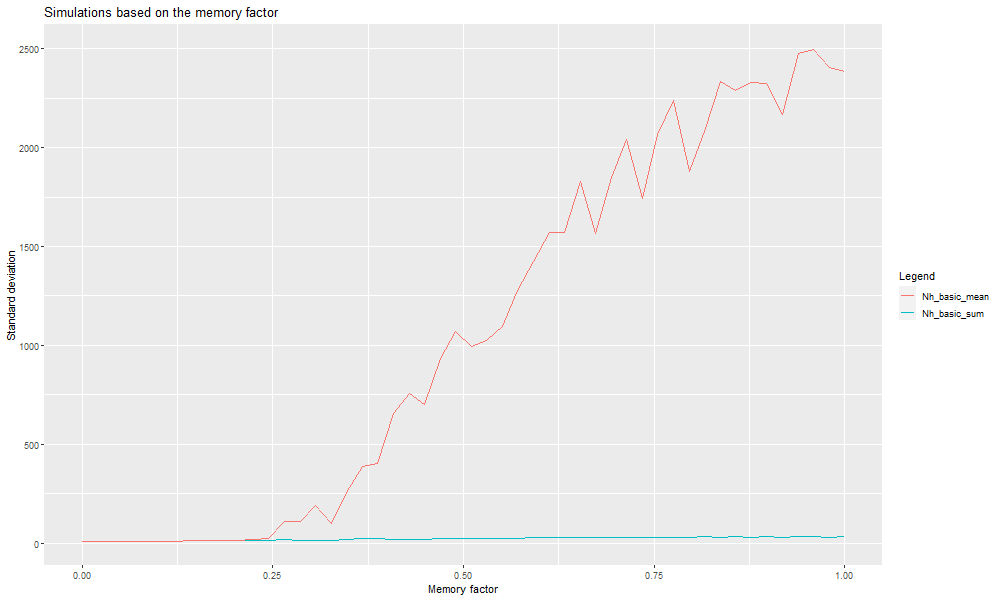 Simulations based on the memory factor
2500
2000
1500
1000
500
0
Standard deviation
0.00
0.25
0.50
0.75
1.00
Memory factor
Legend
Nh_basic_mean
Nh_basic_sum